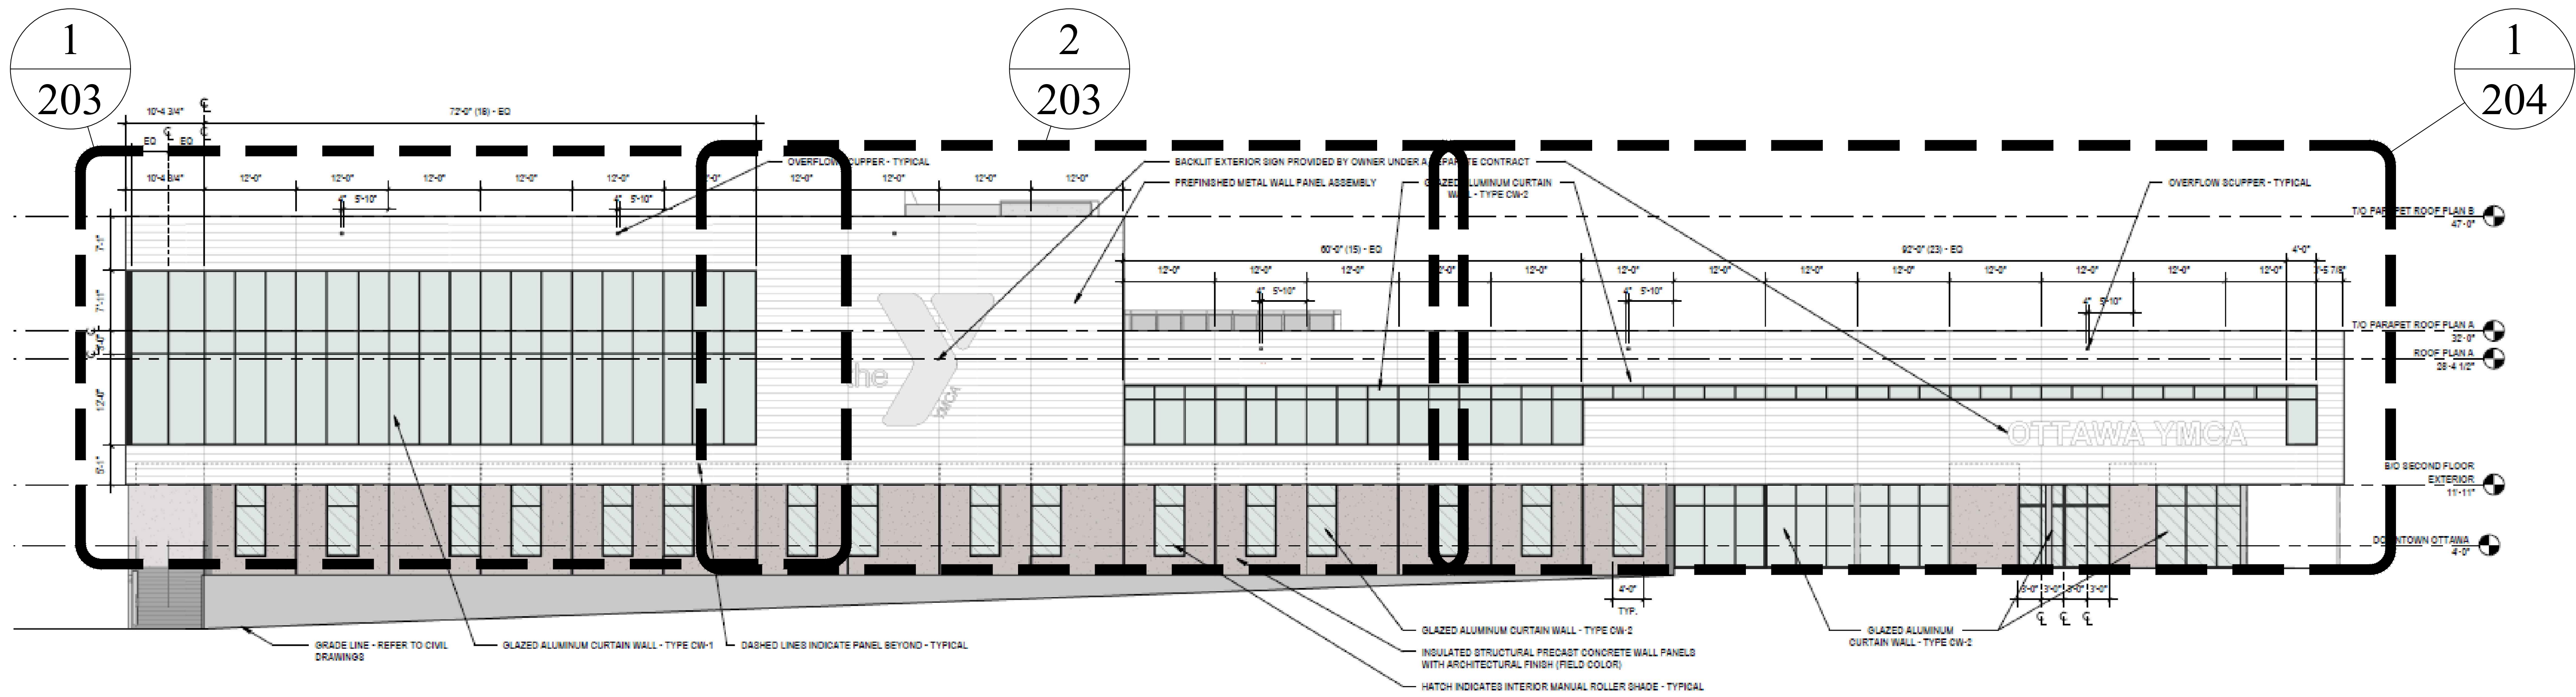 1
203
2
203
1
204
10'-4 3/4"
72'-0" (18) - EQ
EQ
EQ
OVERFLOW SCUPPER - TYPICAL
BACKLIT EXTERIOR SIGN PROVIDED BY OWNER UNDER A SEPARATE CONTRACT
PREFINISHED METAL WALL PANEL ASSEMBLY
GLAZED ALUMINUM CURTAIN
WALL - TYPE CW-2
OVERFLOW SCUPPER - TYPICAL
10'-4 3/4"
12'-0"
12'-0"
12'-0"
12'-0"
12'-0"
12'-0"
12'-0"
12'-0"
12'-0"
4" 5'-10"
4" 5'-10"
T/O PARAPET ROOF PLAN B
47'-0"
7'-1"
60'-0" (15) - EQ
92'-0" (23) - EQ
4'-0"
12'-0"
12'-0"
12'-0"
12'-0"
12'-0"
12'-0"
12'-0"
12'-0"
12'-0"
12'-0"
12'-0"
12'-0"
12'-0"
4" 5'-10"
4" 5'-10"
4" 5'-10"
7'-11"
T/O PARAPET ROOF PLAN A
32'-0"
ROOF PLAN A
28'-4 1/2"
the
YMCA
12'-0"
OTTAWA YMCA
5'-1"
B/O SECOND FLOOR
EXTERIOR
11'-11"
DOWNTOWN OTTAWA
4'-0"
4'-0"
TYP.
3'-0" 3'-0" 3'-0" 3'-0"
GRADE LINE - REFER TO CIVIL
DRAWINGS
GLAZED ALUMINUM CURTAIN WALL - TYPE CW-1
DASHED LINES INDICATE PANEL BEYOND - TYPICAL
GLAZED ALUMINUM CURTAIN WALL - TYPE CW-2
INSULATED STRUCTURAL PRECAST CONCRETE WALL PANELS
WITH ARCHITECTURAL FINISH (FIELD COLOR)
HATCH INDICATES INTERIOR MANUAL ROLLER SHADE - TYPICAL
GLAZED ALUMINUM
CURTAIN WALL - TYPE CW-2